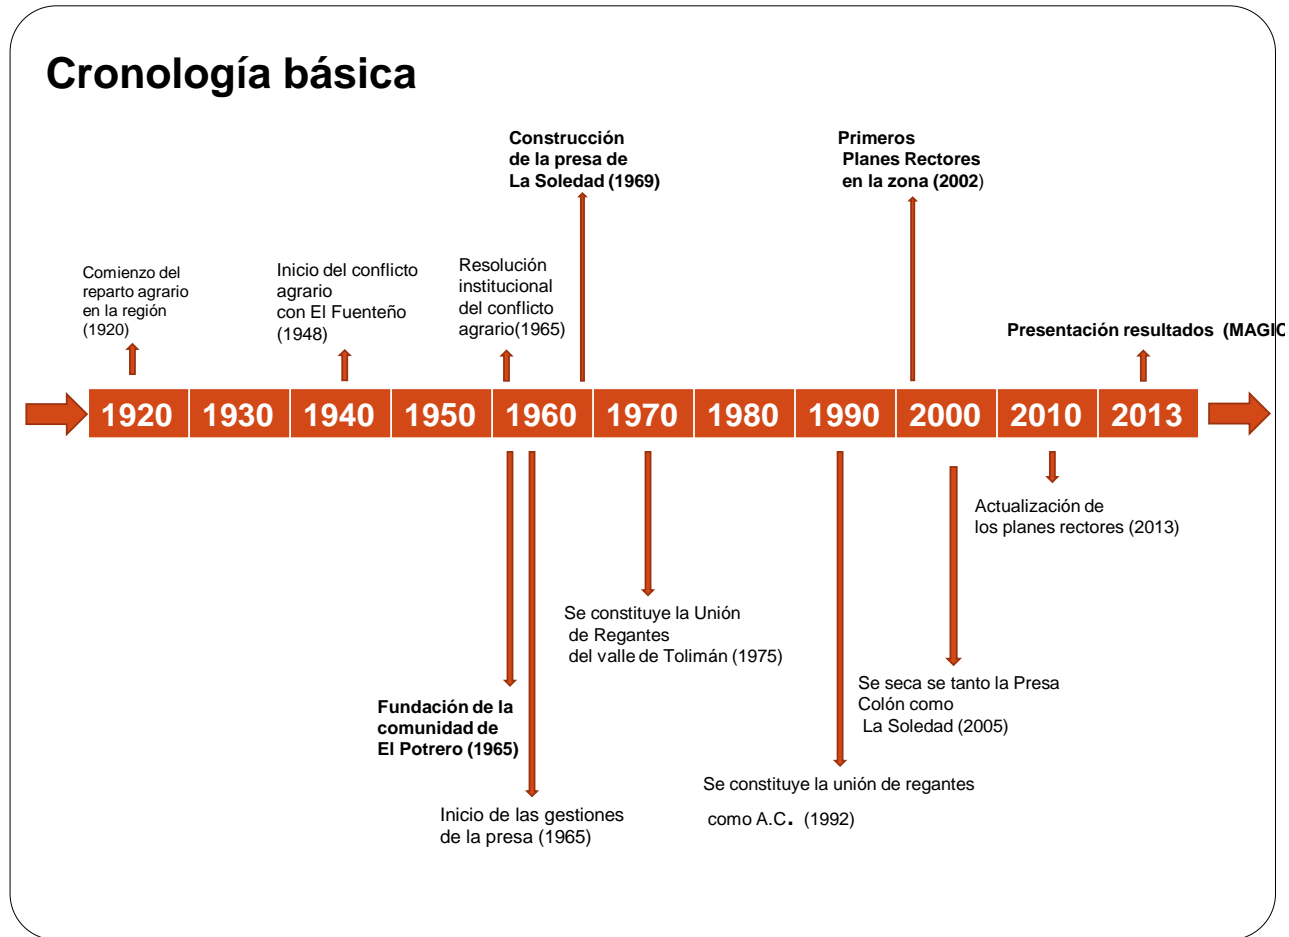 Cronología básica
Construcción
de la presa de
La Soledad (1969)
Primeros
Planes Rectores
en la zona (2002)
Comienzo del
reparto agrario
en la región
(1920)
Inicio del conflicto
agrario
con El Fuenteño
(1948)
Resolución
institucional
del conflicto
agrario(1965)
Presentación resultados (MAGIC
1920 1930 1940 1950 1960 1970 1980 1990 2000 2010 2013
Actualización de
los planes rectores (2013)
Se constituye la Unión
de Regantes
del valle de Tolimán (1975)
Se seca se tanto la Presa
Colón como
La Soledad (2005)
Fundación de la
comunidad de
El Potrero (1965)
Se constituye la unión de regantes
como A.C. (1992)
Inicio de las gestiones
de la presa (1965)